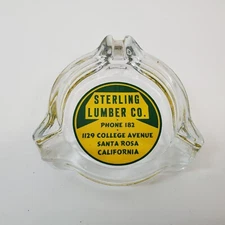 STERLING
LUMBER CO.
PHONE 182
1129 COLLEGE AVENUE
SANTA ROSA
CALIFORNIA